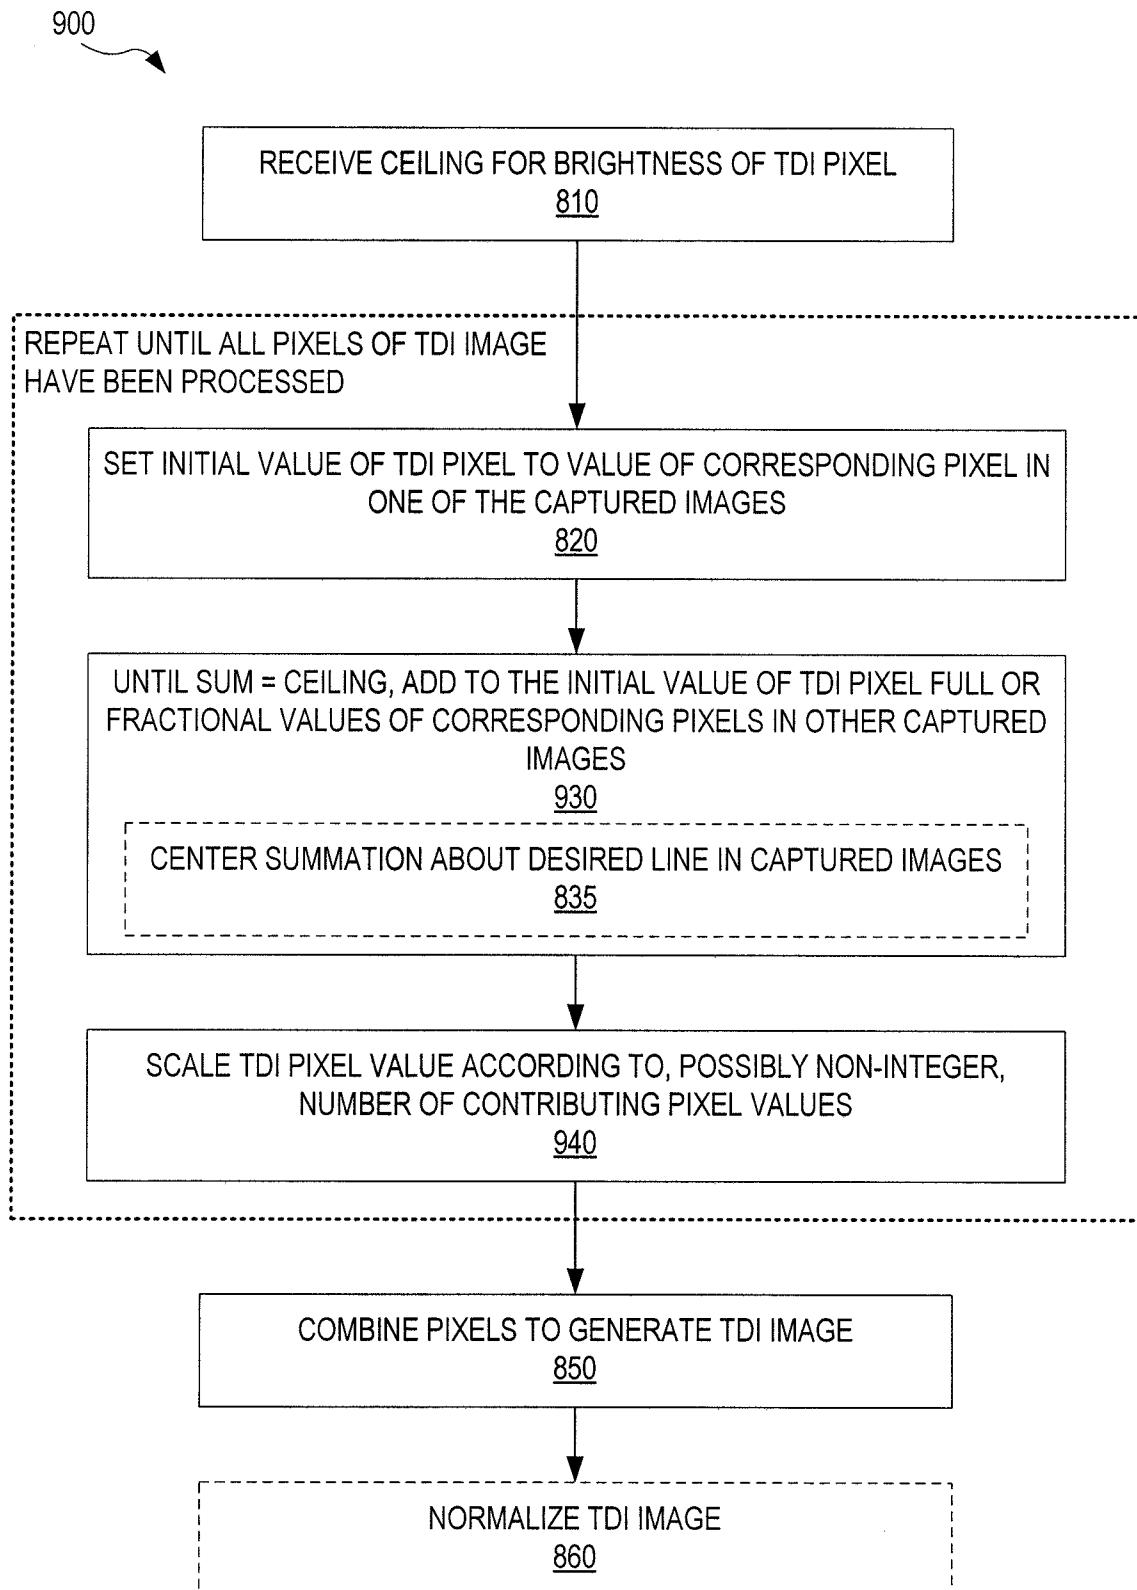 900
RECEIVE CEILING FOR BRIGHTNESS OF TDI PIXEL
810
REPEAT UNTIL ALL PIXELS OF TDI IMAGE
HAVE BEEN PROCESSED
SET INITIAL VALUE OF TDI PIXEL TO VALUE OF CORRESPONDING PIXEL IN
ONE OF THE CAPTURED IMAGES
820
UNTIL SUM = CEILING, ADD TO THE INITIAL VALUE OF TDI PIXEL FULL OR
FRACTIONAL VALUES OF CORRESPONDING PIXELS IN OTHER CAPTURED
IMAGES
930
CENTER SUMMATION ABOUT DESIRED LINE IN CAPTURED IMAGES
835
SCALE TDI PIXEL VALUE ACCORDING TO, POSSIBLY NON-INTEGER,
NUMBER OF CONTRIBUTING PIXEL VALUES
940
COMBINE PIXELS TO GENERATE TDI IMAGE
850
NORMALIZE TDI IMAGE
860